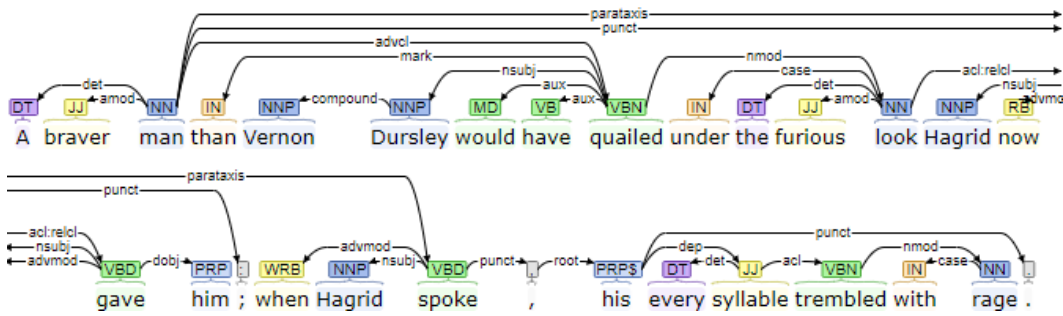 parataxis
punct
advcl
mark
nsubj nmod
det amod compound aux aux case det amod acl:relcl nsubj
DT JJ NN IN NNP NNP MD VB VBN IN DT JJ NN NNP RB advmod
A braver man than Vernon Dursley would have quailed under the furious look Hagrid now
parataxis
punct
acl:relcl advmod punct
nsubj dep nmod
advmod dobj nsubj punct root det acl case
VBD PRP : WRB NNP VBD , PRP$ DT JJ VBN IN NN .
gave him ; when Hagrid spoke , his every syllable trembled with rage .